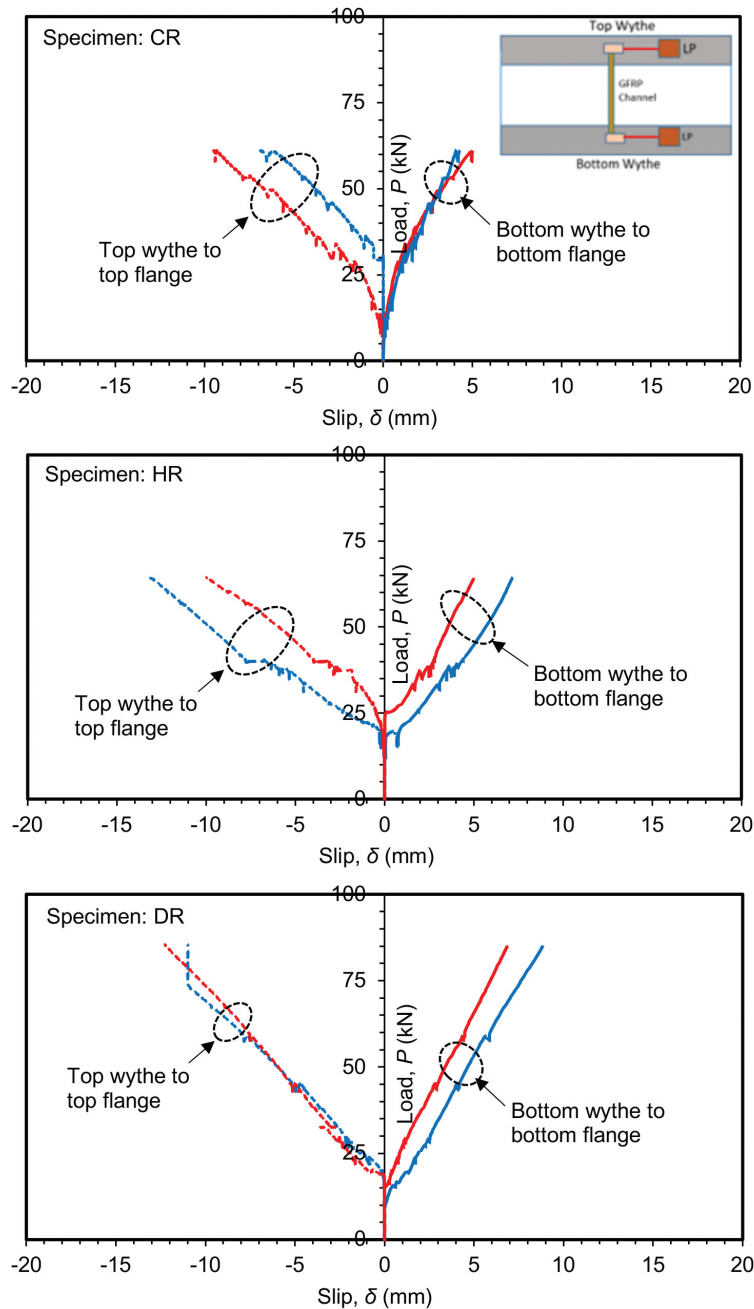 Specimen: CR
100
75
50
25
0
Load, P (kN)
Top Wythe
LP
GFRP
Channel
LP
Bottom Wythe
Top wythe to
top flange
Bottom wythe to
bottom flange
-20 -15 -10 -5 0 5 10 15 20
Slip, δ (mm)
Specimen: HR
100
75
50
25
0
Load, P (kN)
Top wythe to
top flange
Bottom wythe to
bottom flange
-20 -15 -10 -5 0 5 10 15 20
Slip, δ (mm)
Specimen: DR
100
75
50
25
0
Load, P (kN)
Top wythe to
top flange
Bottom wythe to
bottom flange
-20 -15 -10 -5 0 5 10 15 20
Slip, δ (mm)